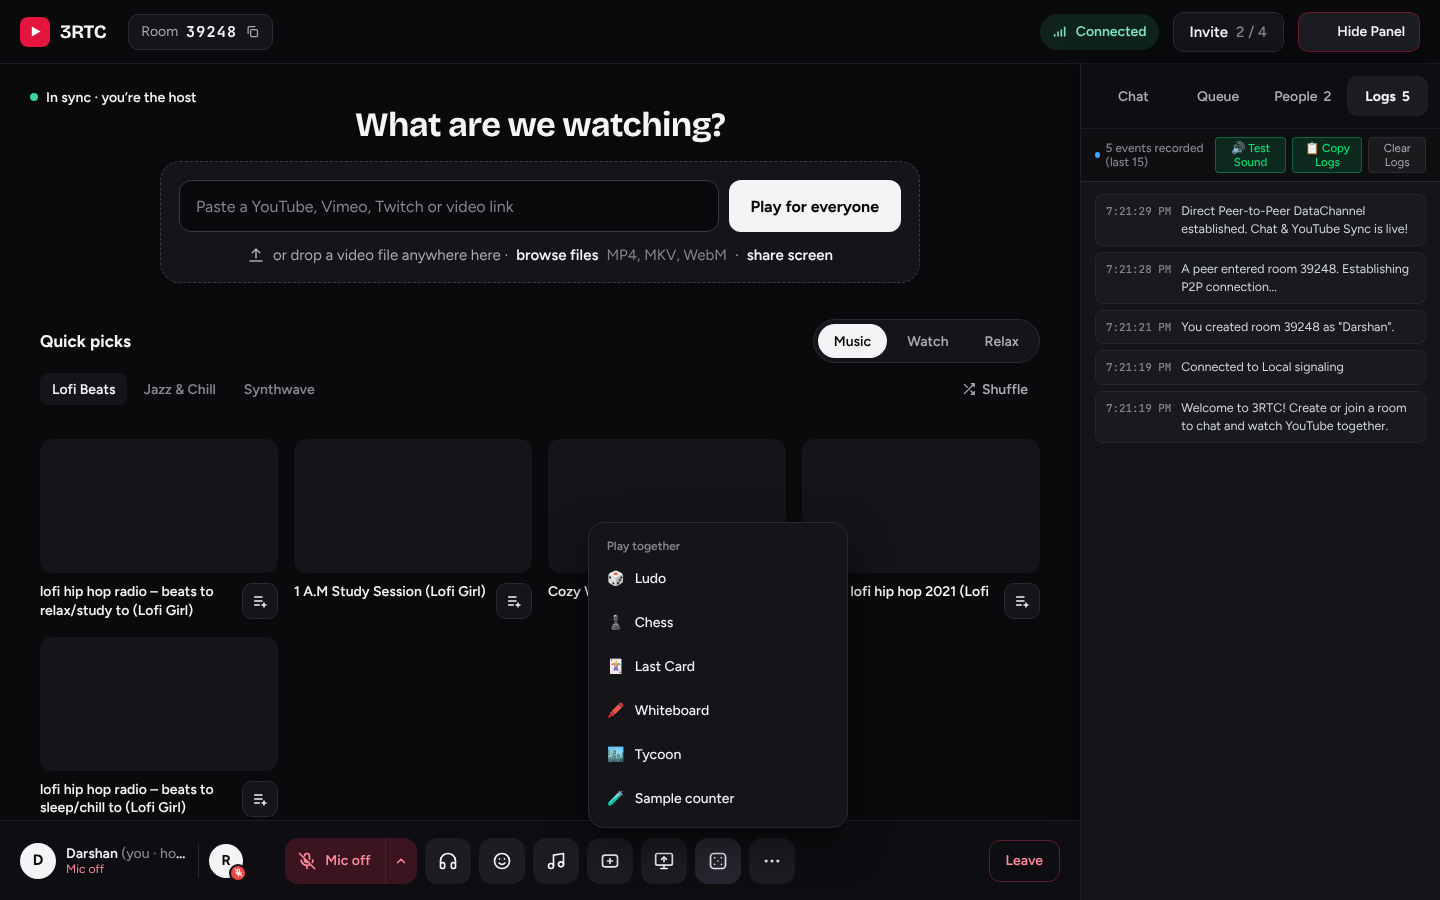 3RTC
Room 39248
Connected
Invite 2 / 4
Hide Panel
In sync · you're the host
What are we watching?
Paste a YouTube, Vimeo, Twitch or video link
Play for everyone
or drop a video file anywhere here · browse files MP4, MKV, WebM · share screen
Quick picks
Music
Watch
Relax
Lofi Beats
Jazz & Chill
Synthwave
Shuffle
lofi hip hop radio – beats to
relax/study to (Lofi Girl)
1 A.M Study Session (Lofi Girl)
Cozy
lofi hip hop 2021 (Lofi
lofi hip hop radio – beats to
sleep/chill to (Lofi Girl)
Play together
Ludo
Chess
Last Card
Whiteboard
Tycoon
Sample counter
D
Darshan (you · ho...
Mic off
R
Mic off
Leave
Chat
Queue
People 2
Logs 5
5 events recorded
(last 15)
Test
Sound
Copy
Logs
Clear
Logs
7:21:29 PM Direct Peer-to-Peer DataChannel
established. Chat & YouTube Sync is live!
7:21:28 PM A peer entered room 39248. Establishing
P2P connection...
7:21:21 PM You created room 39248 as "Darshan".
7:21:19 PM Connected to Local signaling
7:21:19 PM Welcome to 3RTC! Create or join a room
to chat and watch YouTube together.